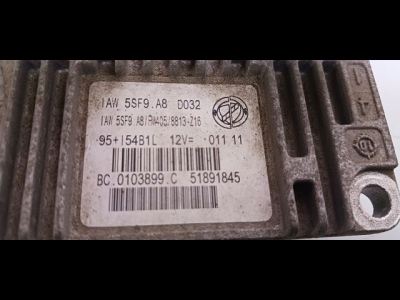 IAW 5SF9.A8 D032
IAW 5SF9.A8/HW405/8813-Z16
95+I54B1L 12V= 011 11
BC.0103899.C 51891845